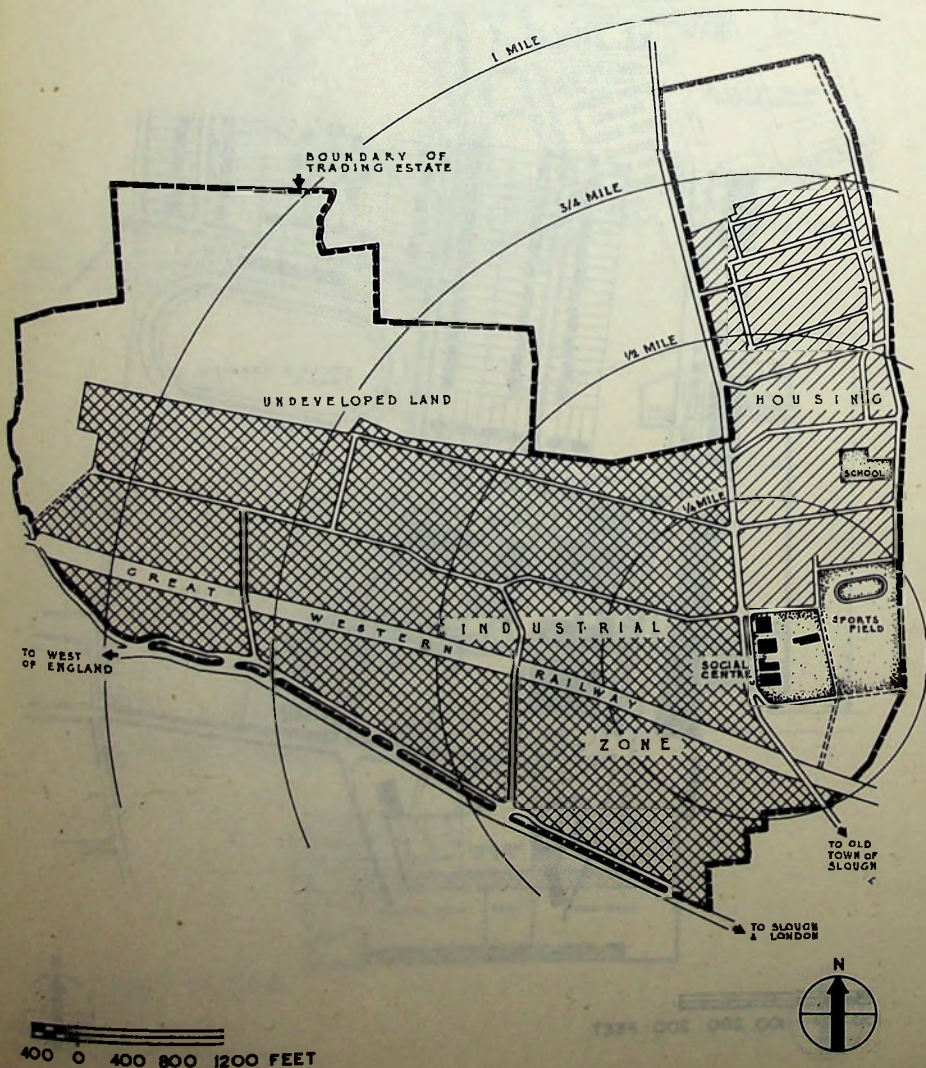 1 MILE
BOUNDARY OF
TRADING ESTATE
3/4 MILE
1/2 MILE
UNDEVELOPED LAND
HOUSING
SCHOOL
1/4 MILE
GREAT WESTERN RAILWAY
INDUSTRIAL
ZONE
SPORTS
FIELD
SOCIAL
CENTRE
TO WEST
OF ENGLAND
TO OLD
TOWN OF
SLOUGH
TO SLOUGH
& LONDON
N
400 0 400 800 1200 FEET